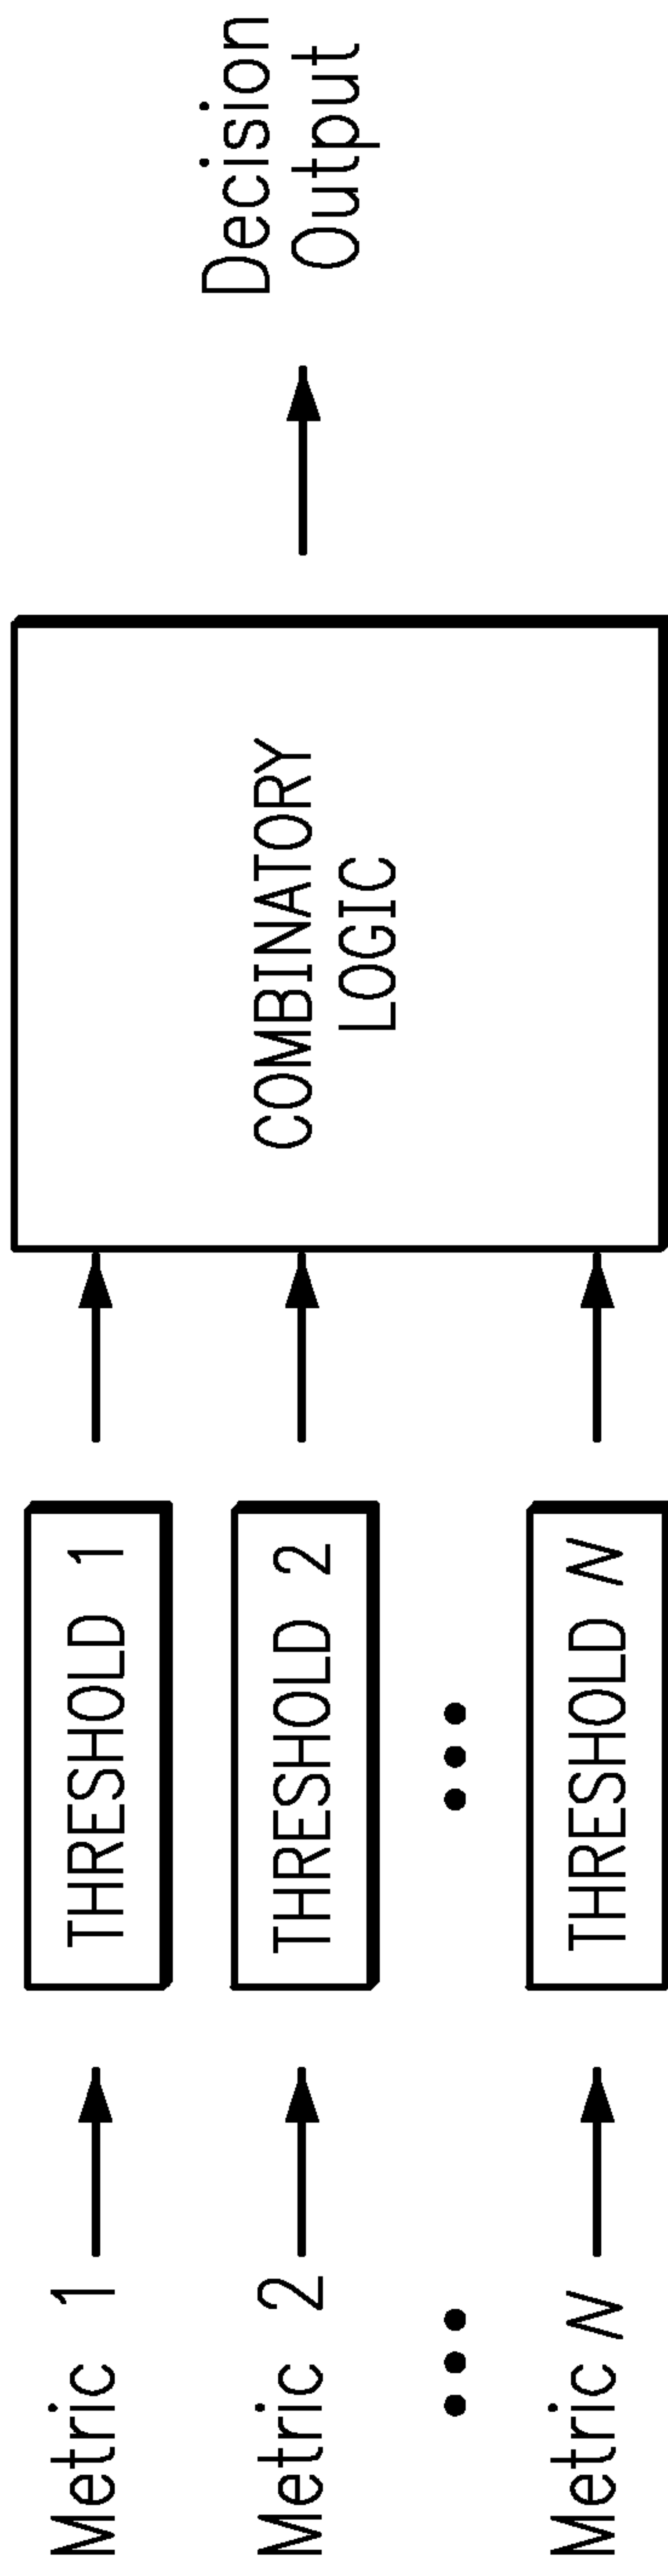 Metric 1
THRESHOLD 1
Metric 2
THRESHOLD 2
Metric N
THRESHOLD N
COMBINATORY
LOGIC
Decision
Output